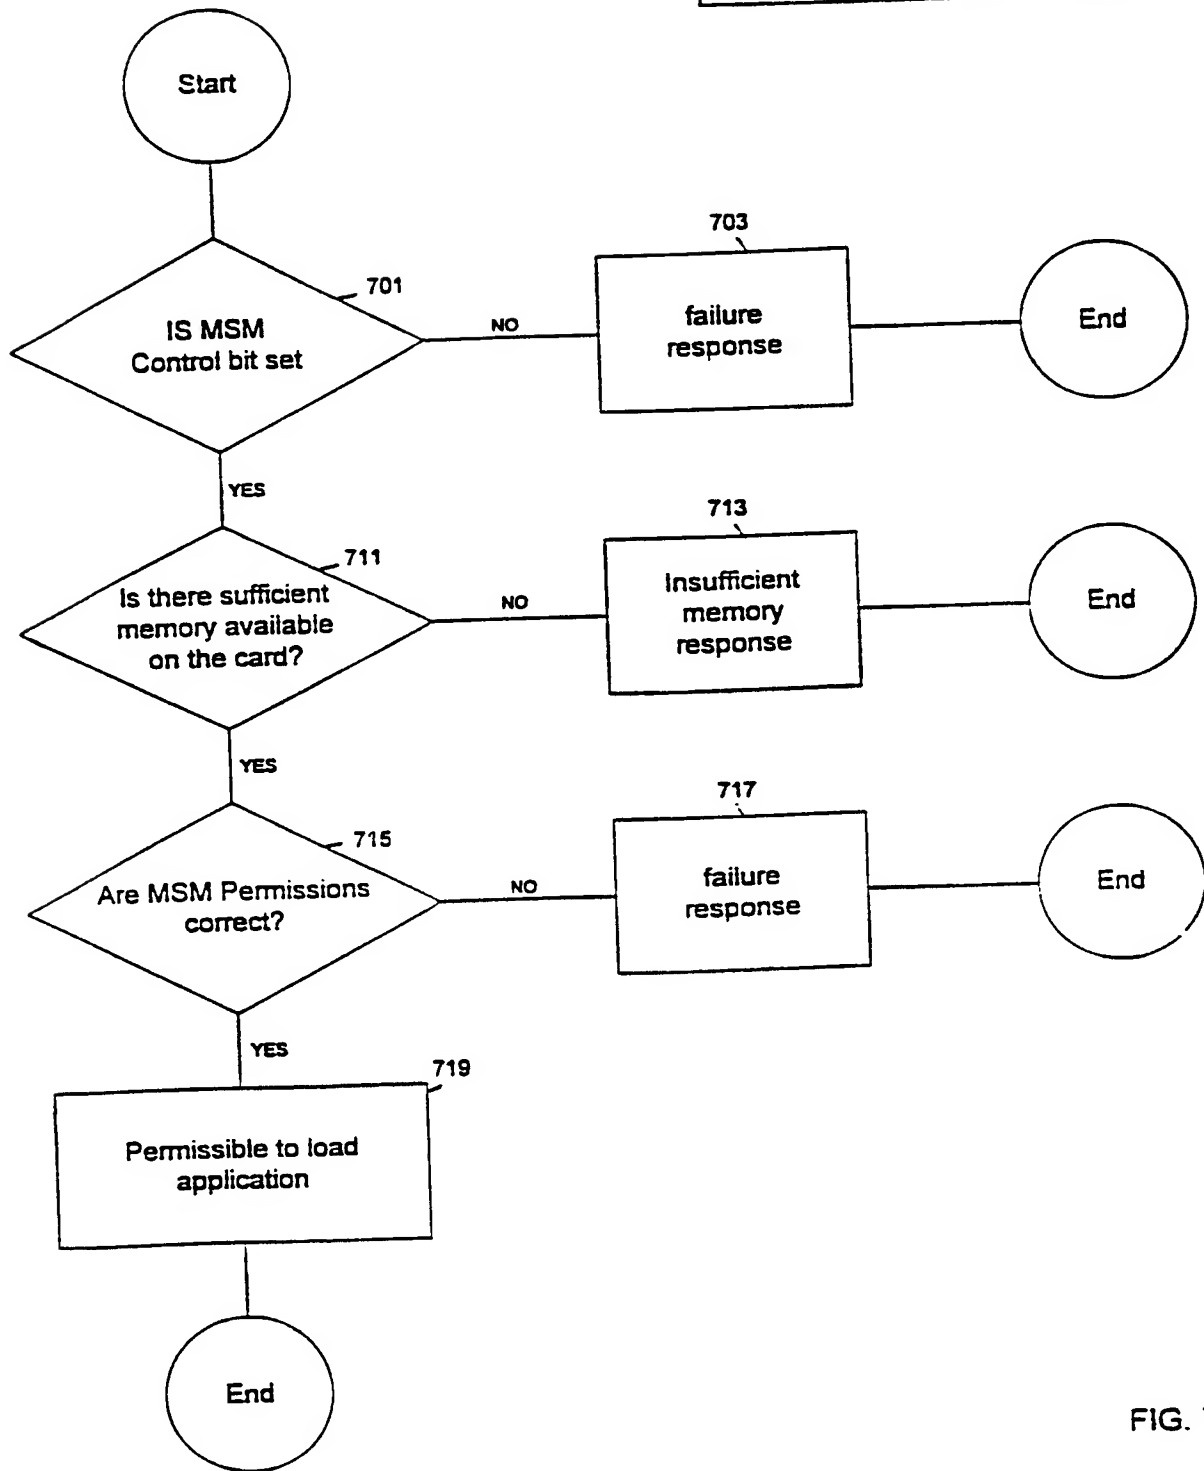 Start
703
701
IS MSM
Control bit set
NO
failure
response
End
YES
713
711
Is there sufficient
memory available
on the card?
NO
Insufficient
memory
response
End
YES
717
715
Are MSM Permissions
correct?
NO
failure
response
End
YES
719
Permissible to load
application
End
FIG.